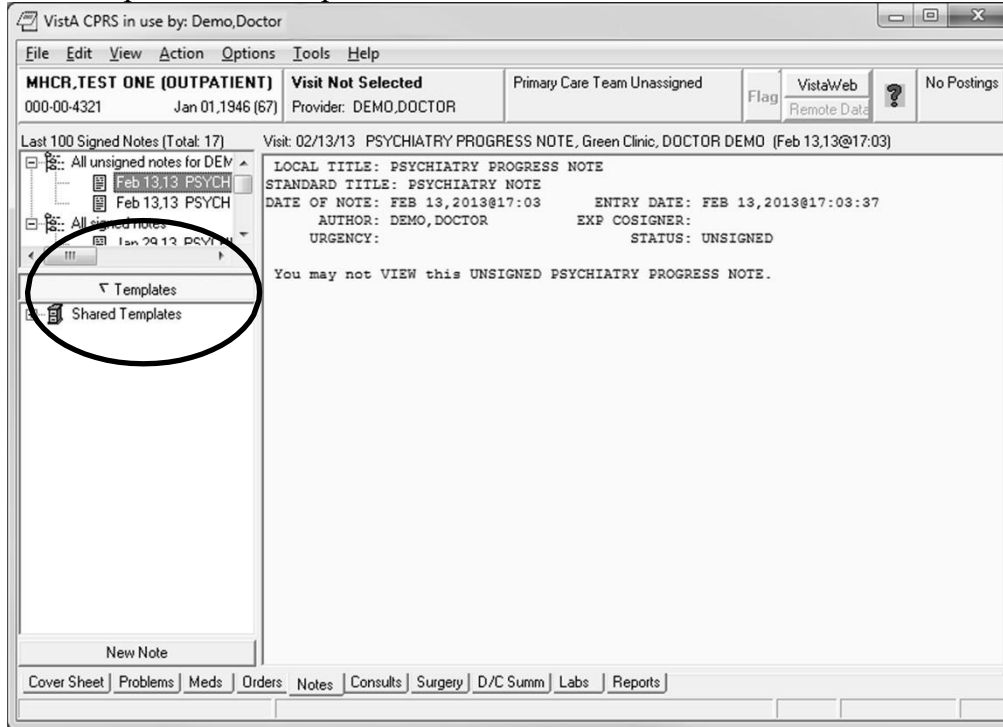 VistA CPRS in use by: Demo,Doctor
File Edit View Action Options Tools Help
MHCR,TEST ONE (OUTPATIENT) Visit Not Selected Primary Care Team Unassigned Flag VistaWeb ? No Postings
000-00-4321 Jan 01,1946 (67) Provider: DEMO,DOCTOR Remote Data
Last 100 Signed Notes (Total: 17) Visit: 02/13/13 PSYCHIATRY PROGRESS NOTE, Green Clinic, DOCTOR DEMO (Feb 13,13@17:03)
All unsigned notes for DEM
Feb 13,13 PSYCH
Feb 13,13 PSYCH
All signed notes
Jan 29,13 PSYCH
Templates
Shared Templates
New Note
LOCAL TITLE: PSYCHIATRY PROGRESS NOTE
STANDARD TITLE: PSYCHIATRY NOTE
DATE OF NOTE: FEB 13,2013@17:03 ENTRY DATE: FEB 13,2013@17:03:37
AUTHOR: DEMO,DOCTOR EXP COSIGNER:
URGENCY: STATUS: UNSIGNED
You may not VIEW this UNSIGNED PSYCHIATRY PROGRESS NOTE.
Cover Sheet Problems Meds Orders Notes Consults Surgery D/C Summ Labs Reports